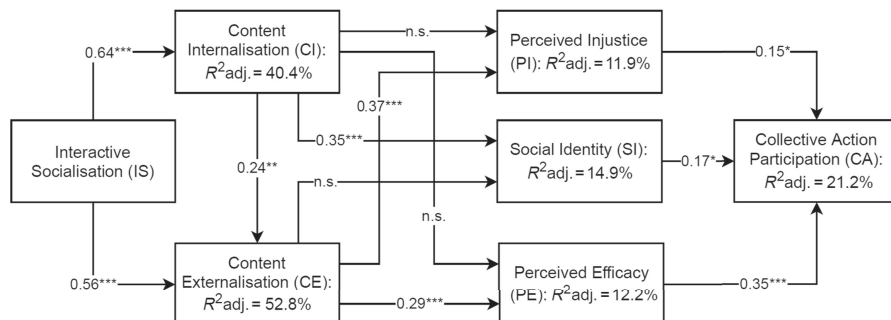 Content
Internalisation (CI):
R²adj. = 40.4%
n.s.
Perceived Injustice
(PI): R²adj. = 11.9%
0.64***
0.15*
0.37***
Interactive
Socialisation (IS)
0.35***
0.24**
n.s.
Social Identity (SI):
R²adj. = 14.9%
0.17*
Collective Action
Participation (CA):
R²adj. = 21.2%
n.s.
0.56***
Content
Externalisation (CE):
R²adj. = 52.8%
0.29***
Perceived Efficacy
(PE): R²adj. = 12.2%
0.35***